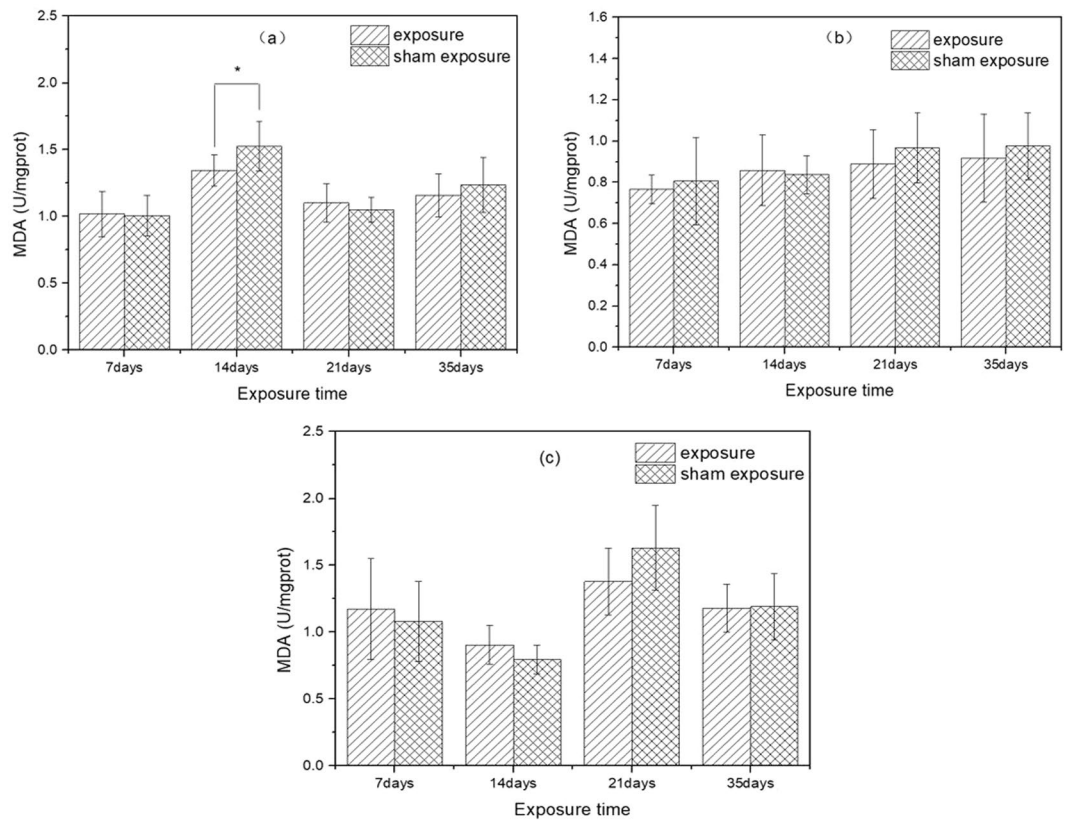 (a)
exposure
sham exposure
*
MDA (U/mgprot)
2.5
2.0
1.5
1.0
0.5
0.0
7days 14days 21days 35days
Exposure time
(b)
exposure
sham exposure
MDA (U/mgprot)
1.6
1.4
1.2
1.0
0.8
0.6
0.4
0.2
0.0
7days 14days 21days 35days
Exposure time
(c)
exposure
sham exposure
MDA (U/mgprot)
2.5
2.0
1.5
1.0
0.5
0.0
7days 14days 21days 35days
Exposure time